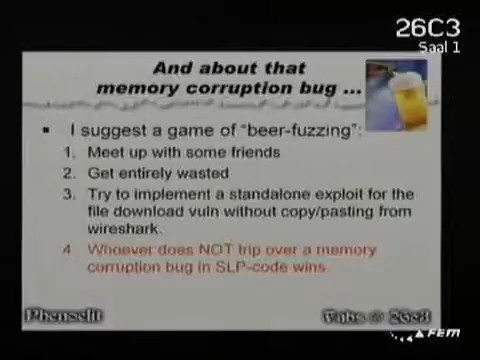 26C3
Saal 1
And about that
memory corruption bug ...
I suggest a game of "beer-fuzzing":
1. Meet up with some friends
2. Get entirely wasted
3. Try to implement a standalone exploit for the
file download vuln without copy/pasting from
wireshark.
4 Whoever does NOT trip over a memory
corruption bug in SLP-code wins
Phenoelit
@ 26c3
FEM